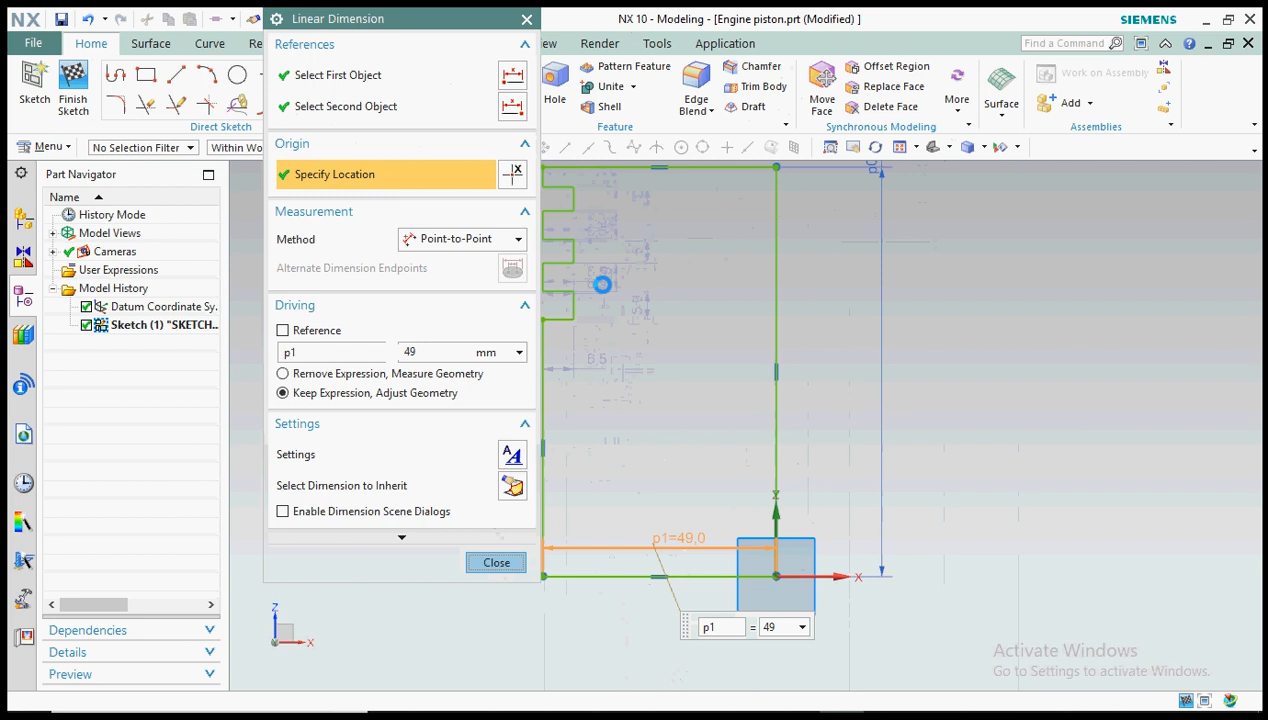 NX
Linear Dimension
NX 10 - Modeling - [Engine piston.prt (Modified) ]
SIEMENS
File
Home
Surface
Curve
Re
ew
Render
Tools
Application
Find a Command
Sketch
Finish Sketch
Direct Sketch
Hole
Pattern Feature
Unite
Shell
Edge Blend
Chamfer
Trim Body
Draft
Feature
Move Face
Offset Region
Replace Face
Delete Face
More
Synchronous Modeling
Surface
Work on Assembly
Add
Assemblies
Menu
No Selection Filter
Within Wo
Part Navigator
Name
History Mode
Model Views
Cameras
User Expressions
Model History
Datum Coordinate Sy.
Sketch (1) "SKETCH...
Dependencies
Details
Preview
References
Select First Object
Select Second Object
Origin
Specify Location
Measurement
Method
Point-to-Point
Alternate Dimension Endpoints
Driving
Reference
p1
49 mm
Remove Expression, Measure Geometry
Keep Expression, Adjust Geometry
Settings
Settings
Select Dimension to Inherit
Enable Dimension Scene Dialogs
Close
6,5
p1=49,0
p1 = 49
Z
X
Z
X
Activate Windows
Go to Settings to activate Windows.